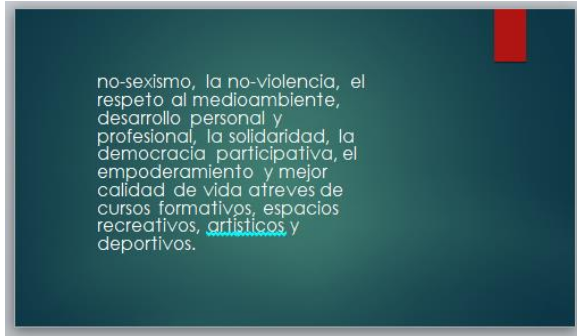 no-sexismo, la no-violencia, el
respeto al medioambiente,
desarrollo personal y
profesional, la solidaridad, la
democracia participativa, el
empoderamiento y mejor
calidad de vida atreves de
cursos formativos, espacios
recreativos, artísticos y
deportivos.